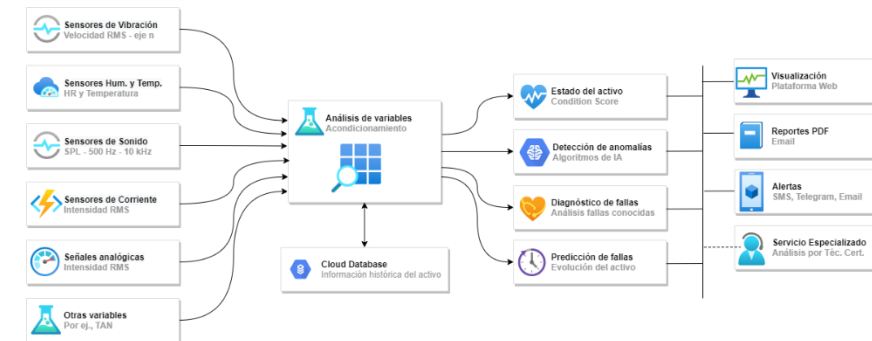 Sensores de Vibración
Velocidad RMS - eje n
Sensores Hum. y Temp.
HR y Temperatura
Sensores de Sonido
SPL - 500 Hz - 10 kHz
Sensores de Corriente
Intensidad RMS
Señales analógicas
Intensidad RMS
Otras variables
Por ej., TAN
Análisis de variables
Acondicionamiento
Cloud Database
Información histórica del activo
Estado del activo
Condition Score
Detección de anomalías
Algoritmos de IA
Diagnóstico de fallas
Análisis fallas conocidas
Predicción de fallas
Evolución del activo
Visualización
Plataforma Web
Reportes PDF
Email
Alertas
SMS, Telegram, Email
Servicio Especializado
Análisis por Téc. Cert.